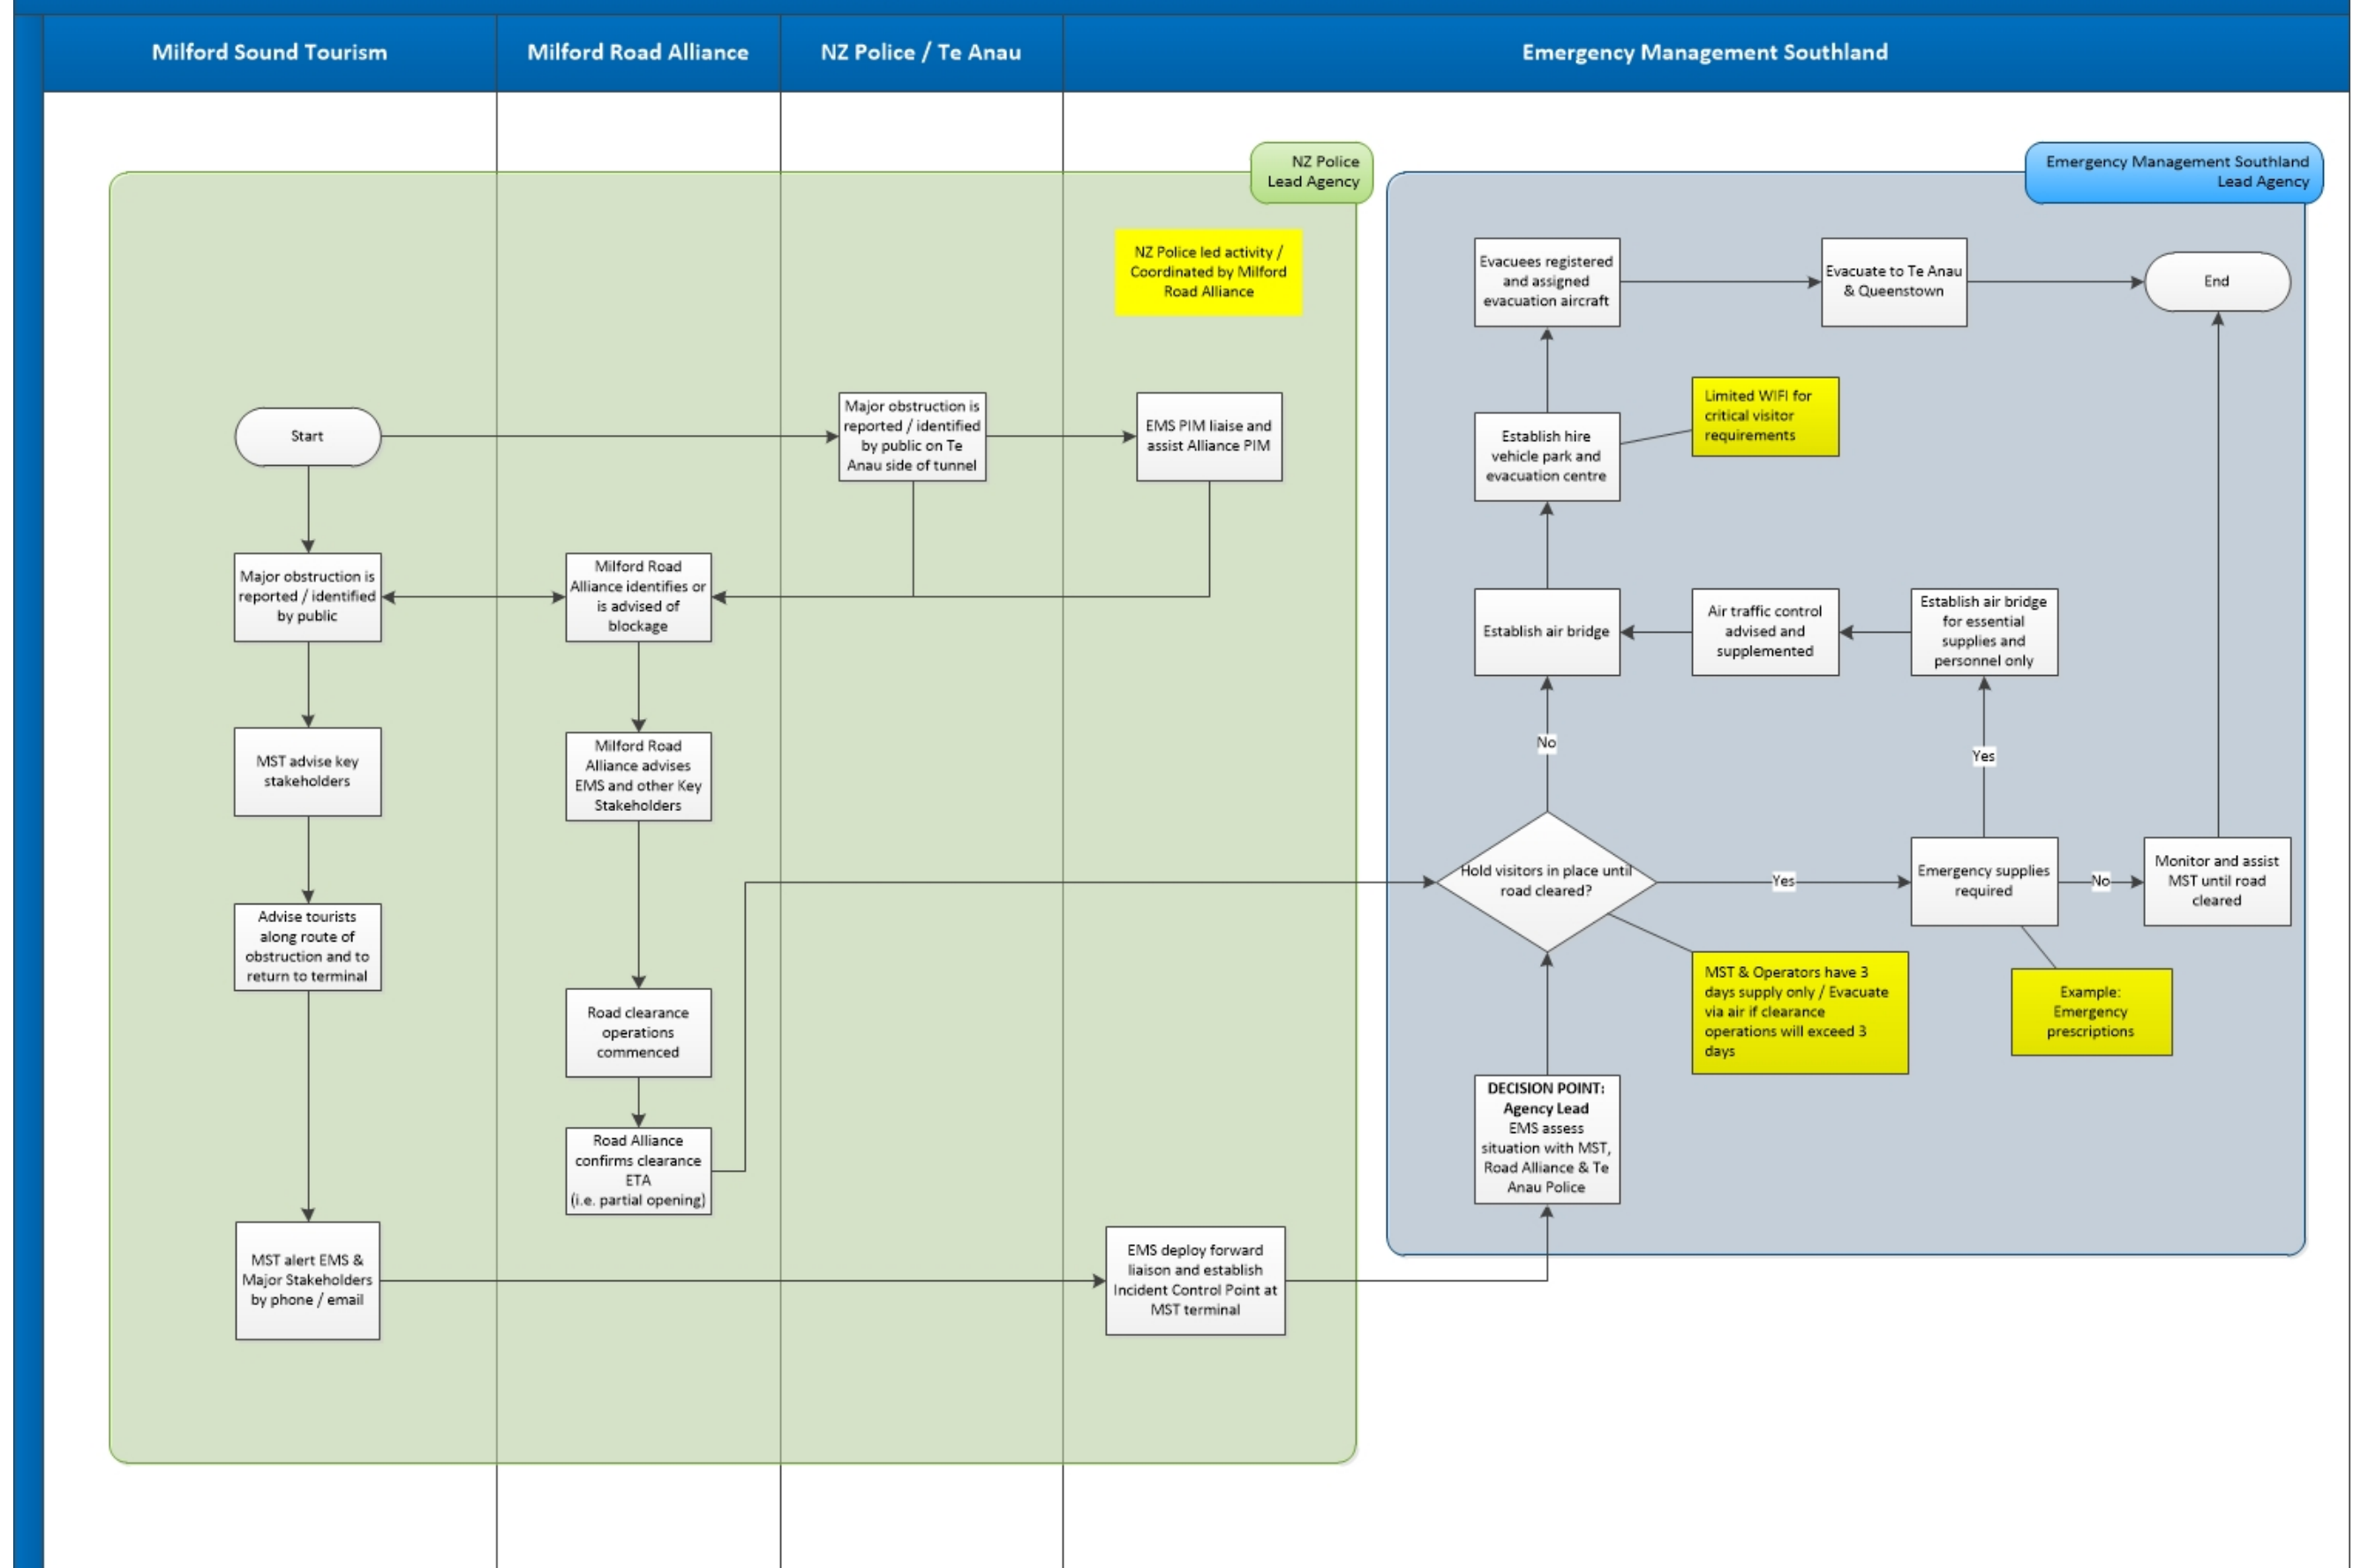 Milford Sound Tourism
Milford Road Alliance
NZ Police / Te Anau
Emergency Management Southland
NZ Police
Lead Agency
Emergency Management Southland
Lead Agency
NZ Police led activity /
Coordinated by Milford
Road Alliance
Evacuees registered
and assigned
evacuation aircraft
Evacuate to Te Anau
& Queenstown
End
Start
Major obstruction is
reported / identified
by public on Te
Anau side of tunnel
EMS PIM liaise and
assist Alliance PIM
Establish hire
vehicle park and
evacuation centre
Limited WIFI for
critical visitor
requirements
Major obstruction is
reported / identified
by public
Milford Road
Alliance identifies or
is advised of
blockage
Establish air bridge
Air traffic control
advised and
supplemented
Establish air bridge
for essential
supplies and
personnel only
No
Yes
MST advise key
stakeholders
Milford Road
Alliance advises
EMS and other Key
Stakeholders
Hold visitors in place until
road cleared?
Yes
Emergency supplies
required
No
Monitor and assist
MST until road
cleared
Advise tourists
along route of
obstruction and to
return to terminal
Road clearance
operations
commenced
MST & Operators have 3
days supply only / Evacuate
via air if clearance
operations will exceed 3
days
Example:
Emergency
prescriptions
Road Alliance
confirms clearance
ETA
(i.e. partial opening)
DECISION POINT:
Agency Lead
EMS assess
situation with MST,
Road Alliance & Te
Anau Police
MST alert EMS &
Major Stakeholders
by phone / email
EMS deploy forward
liaison and establish
Incident Control Point at
MST terminal